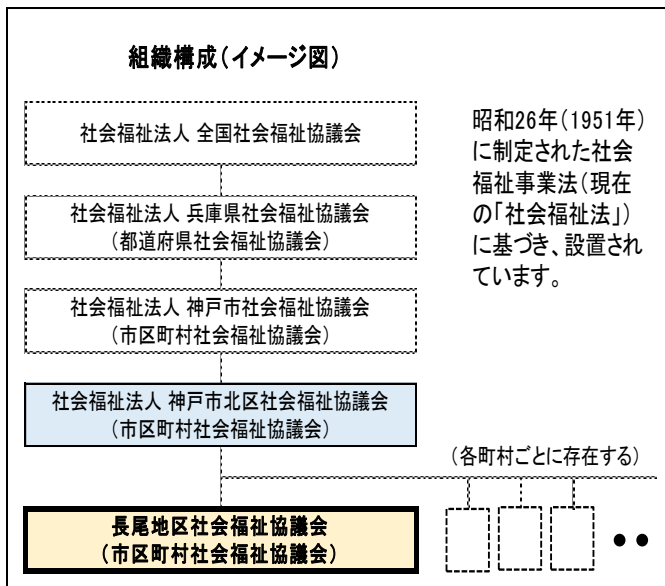 組織構成(イメージ図)
社会福祉法人 全国社会福祉協議会
社会福祉法人 兵庫県社会福祉協議会
(都道府県社会福祉協議会)
社会福祉法人 神戸市社会福祉協議会
(市区町村社会福祉協議会)
社会福祉法人 神戸市北区社会福祉協議会
(市区町村社会福祉協議会)
長尾地区社会福祉協議会
(市区町村社会福祉協議会)
昭和26年(1951年)
に制定された社会
福祉事業法(現在
の「社会福祉法」)
に基づき、設置され
ています。
(各町村ごとに存在する)